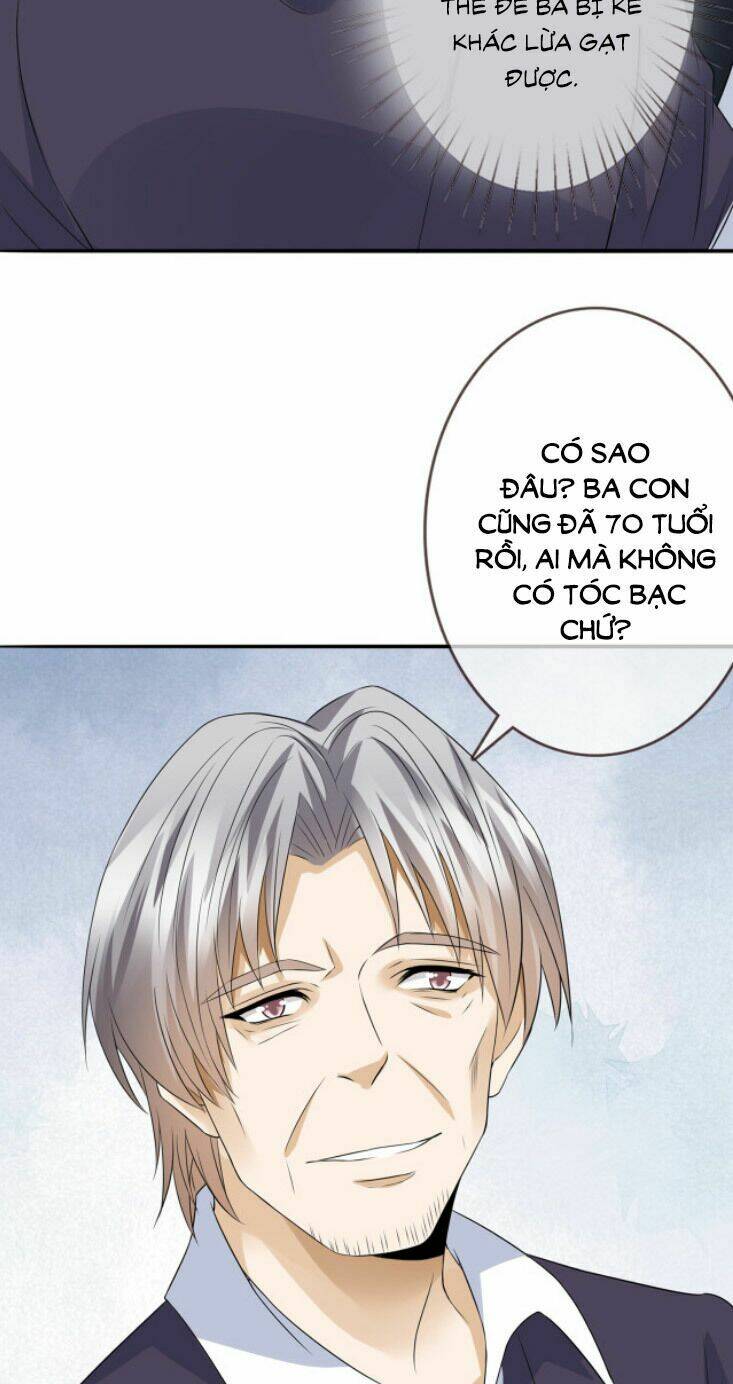 THỂ ĐỂ BA BỊ KẺ
KHÁC LỪA GẠT
ĐƯỢC.
CÓ SAO
ĐÂU? BA CON
CŨNG ĐÃ 70 TUỔI
RỒI, AI MÀ KHÔNG
CÓ TÓC BẠC
CHỨ?